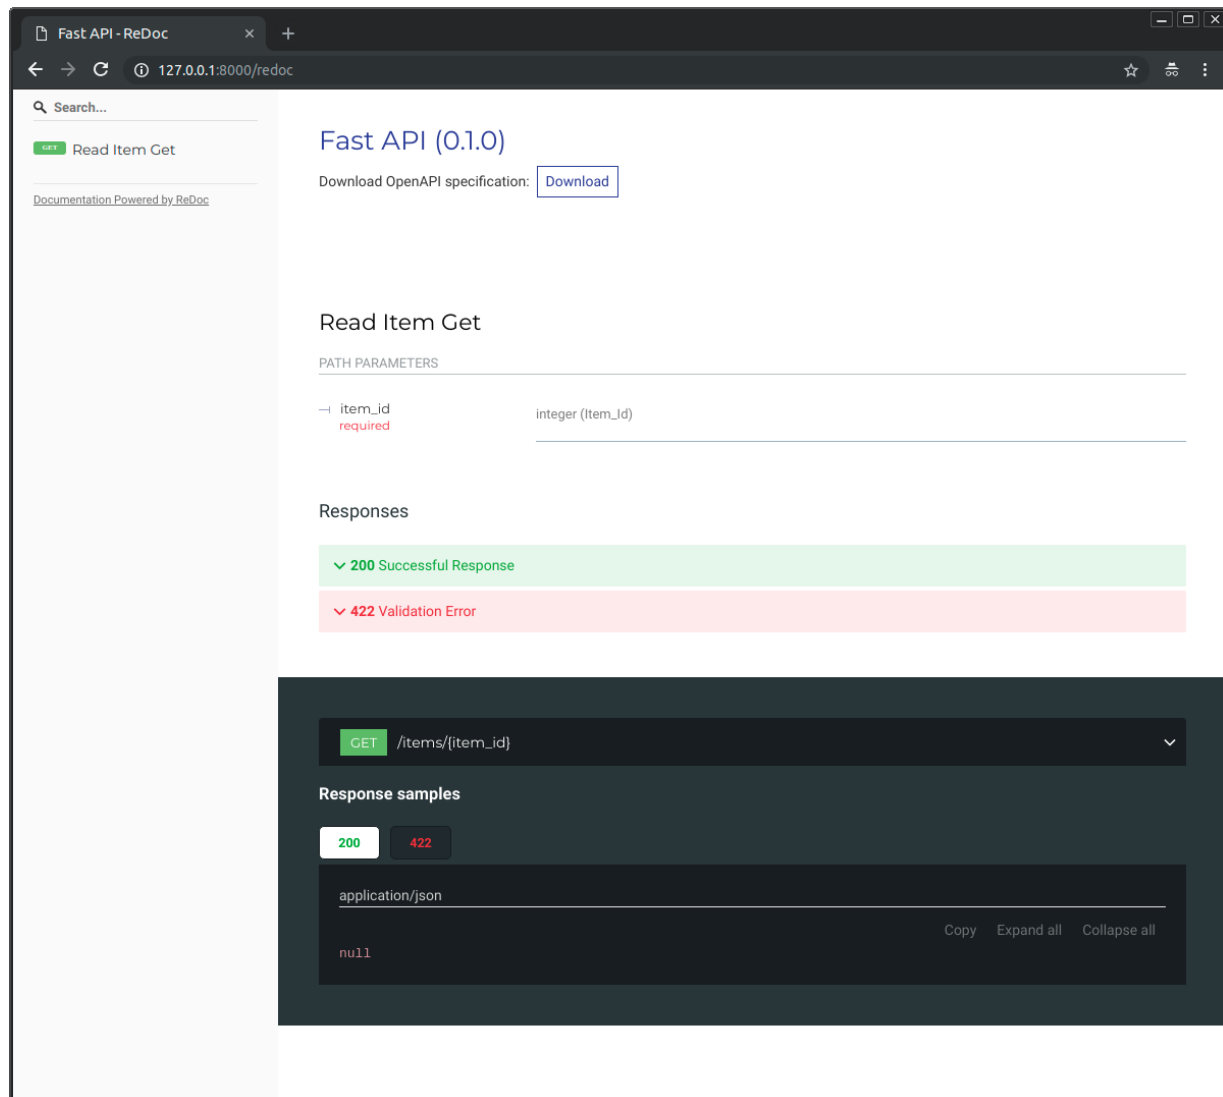 Fast API - ReDoc
127.0.0.1:8000/redoc
Search...
GET Read Item Get
Documentation Powered by ReDoc
Fast API (0.1.0)
Download OpenAPI specification: Download
Read Item Get
PATH PARAMETERS
item_id
required
integer (Item_Id)
Responses
200 Successful Response
422 Validation Error
GET /items/{item_id}
Response samples
200 422
application/json
Copy Expand all Collapse all
null